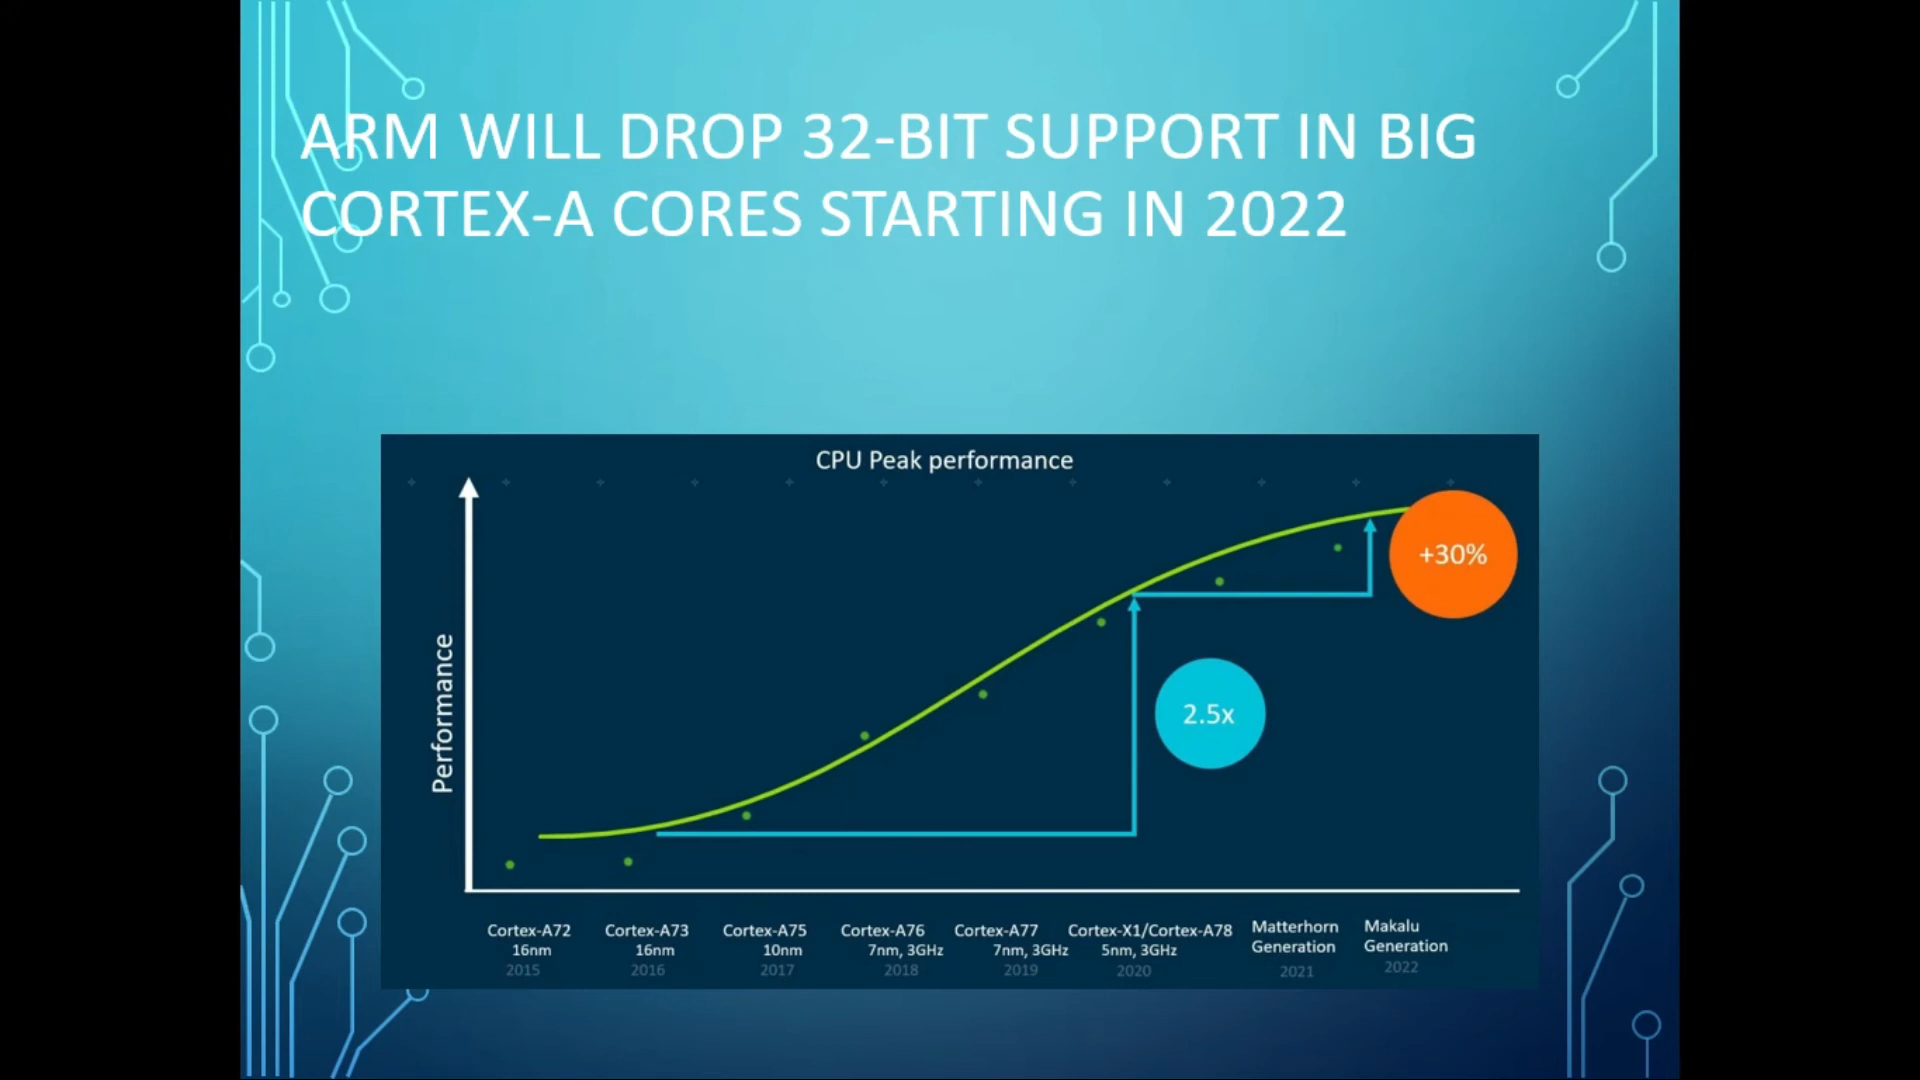 ARM WILL DROP 32-BIT SUPPORT IN BIG
CORTEX-A CORES STARTING IN 2022
CPU Peak performance
+30%
2.5x
Performance
Cortex-A72
16nm
2015
Cortex-A73
16nm
2016
Cortex-A75
10nm
2017
Cortex-A76
7nm, 3GHz
2018
Cortex-A77
7nm, 3GHz
2019
Cortex-X1/Cortex-A78
5nm, 3GHz
2020
Matterhorn
Generation
2021
Makalu
Generation
2022